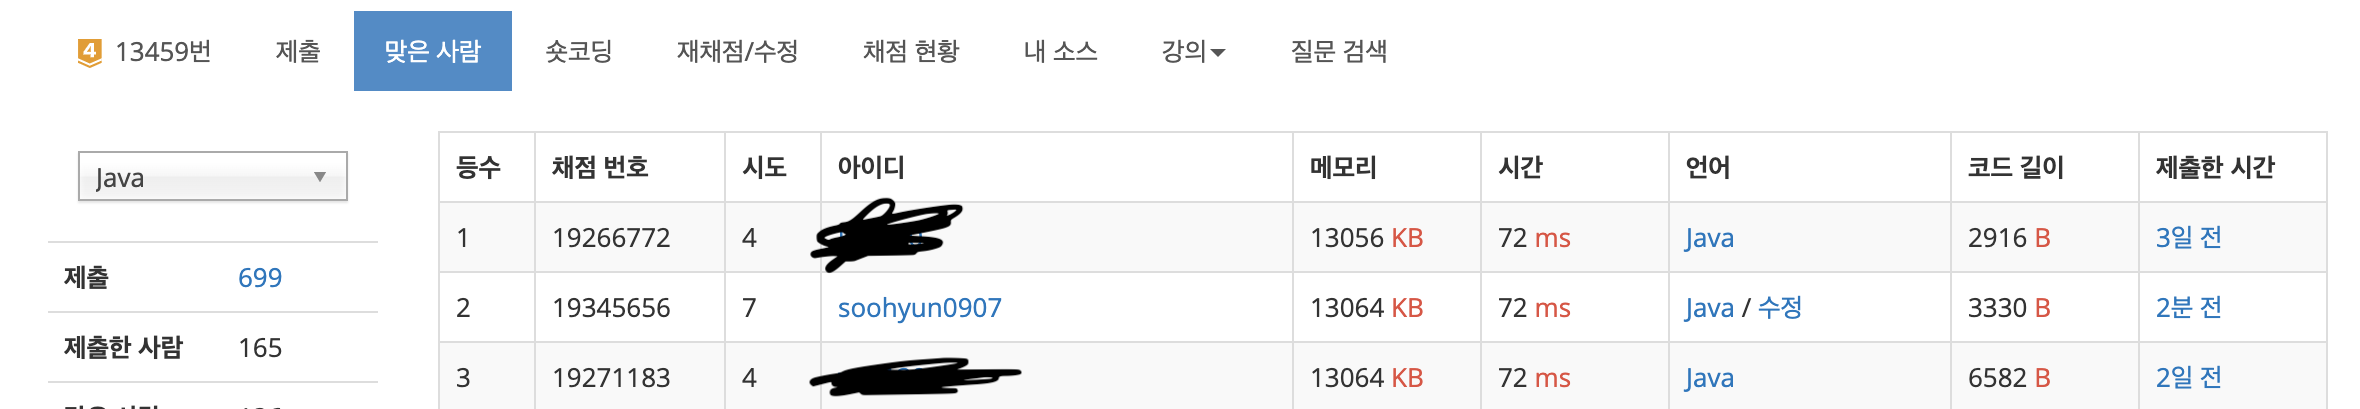 4 13459번 제출 맞은 사람 숏코딩 재채점/수정 채점 현황 내 소스 강의 질문 검색
Java
제출 699
제출한 사람 165
등수 채점 번호 시도 아이디 메모리 시간 언어 코드 길이 제출한 시간
1 19266772 4 13056 KB 72 ms Java 2916 B 3일 전
2 19345656 7 soohyun0907 13064 KB 72 ms Java / 수정 3330 B 2분 전
3 19271183 4 13064 KB 72 ms Java 6582 B 2일 전